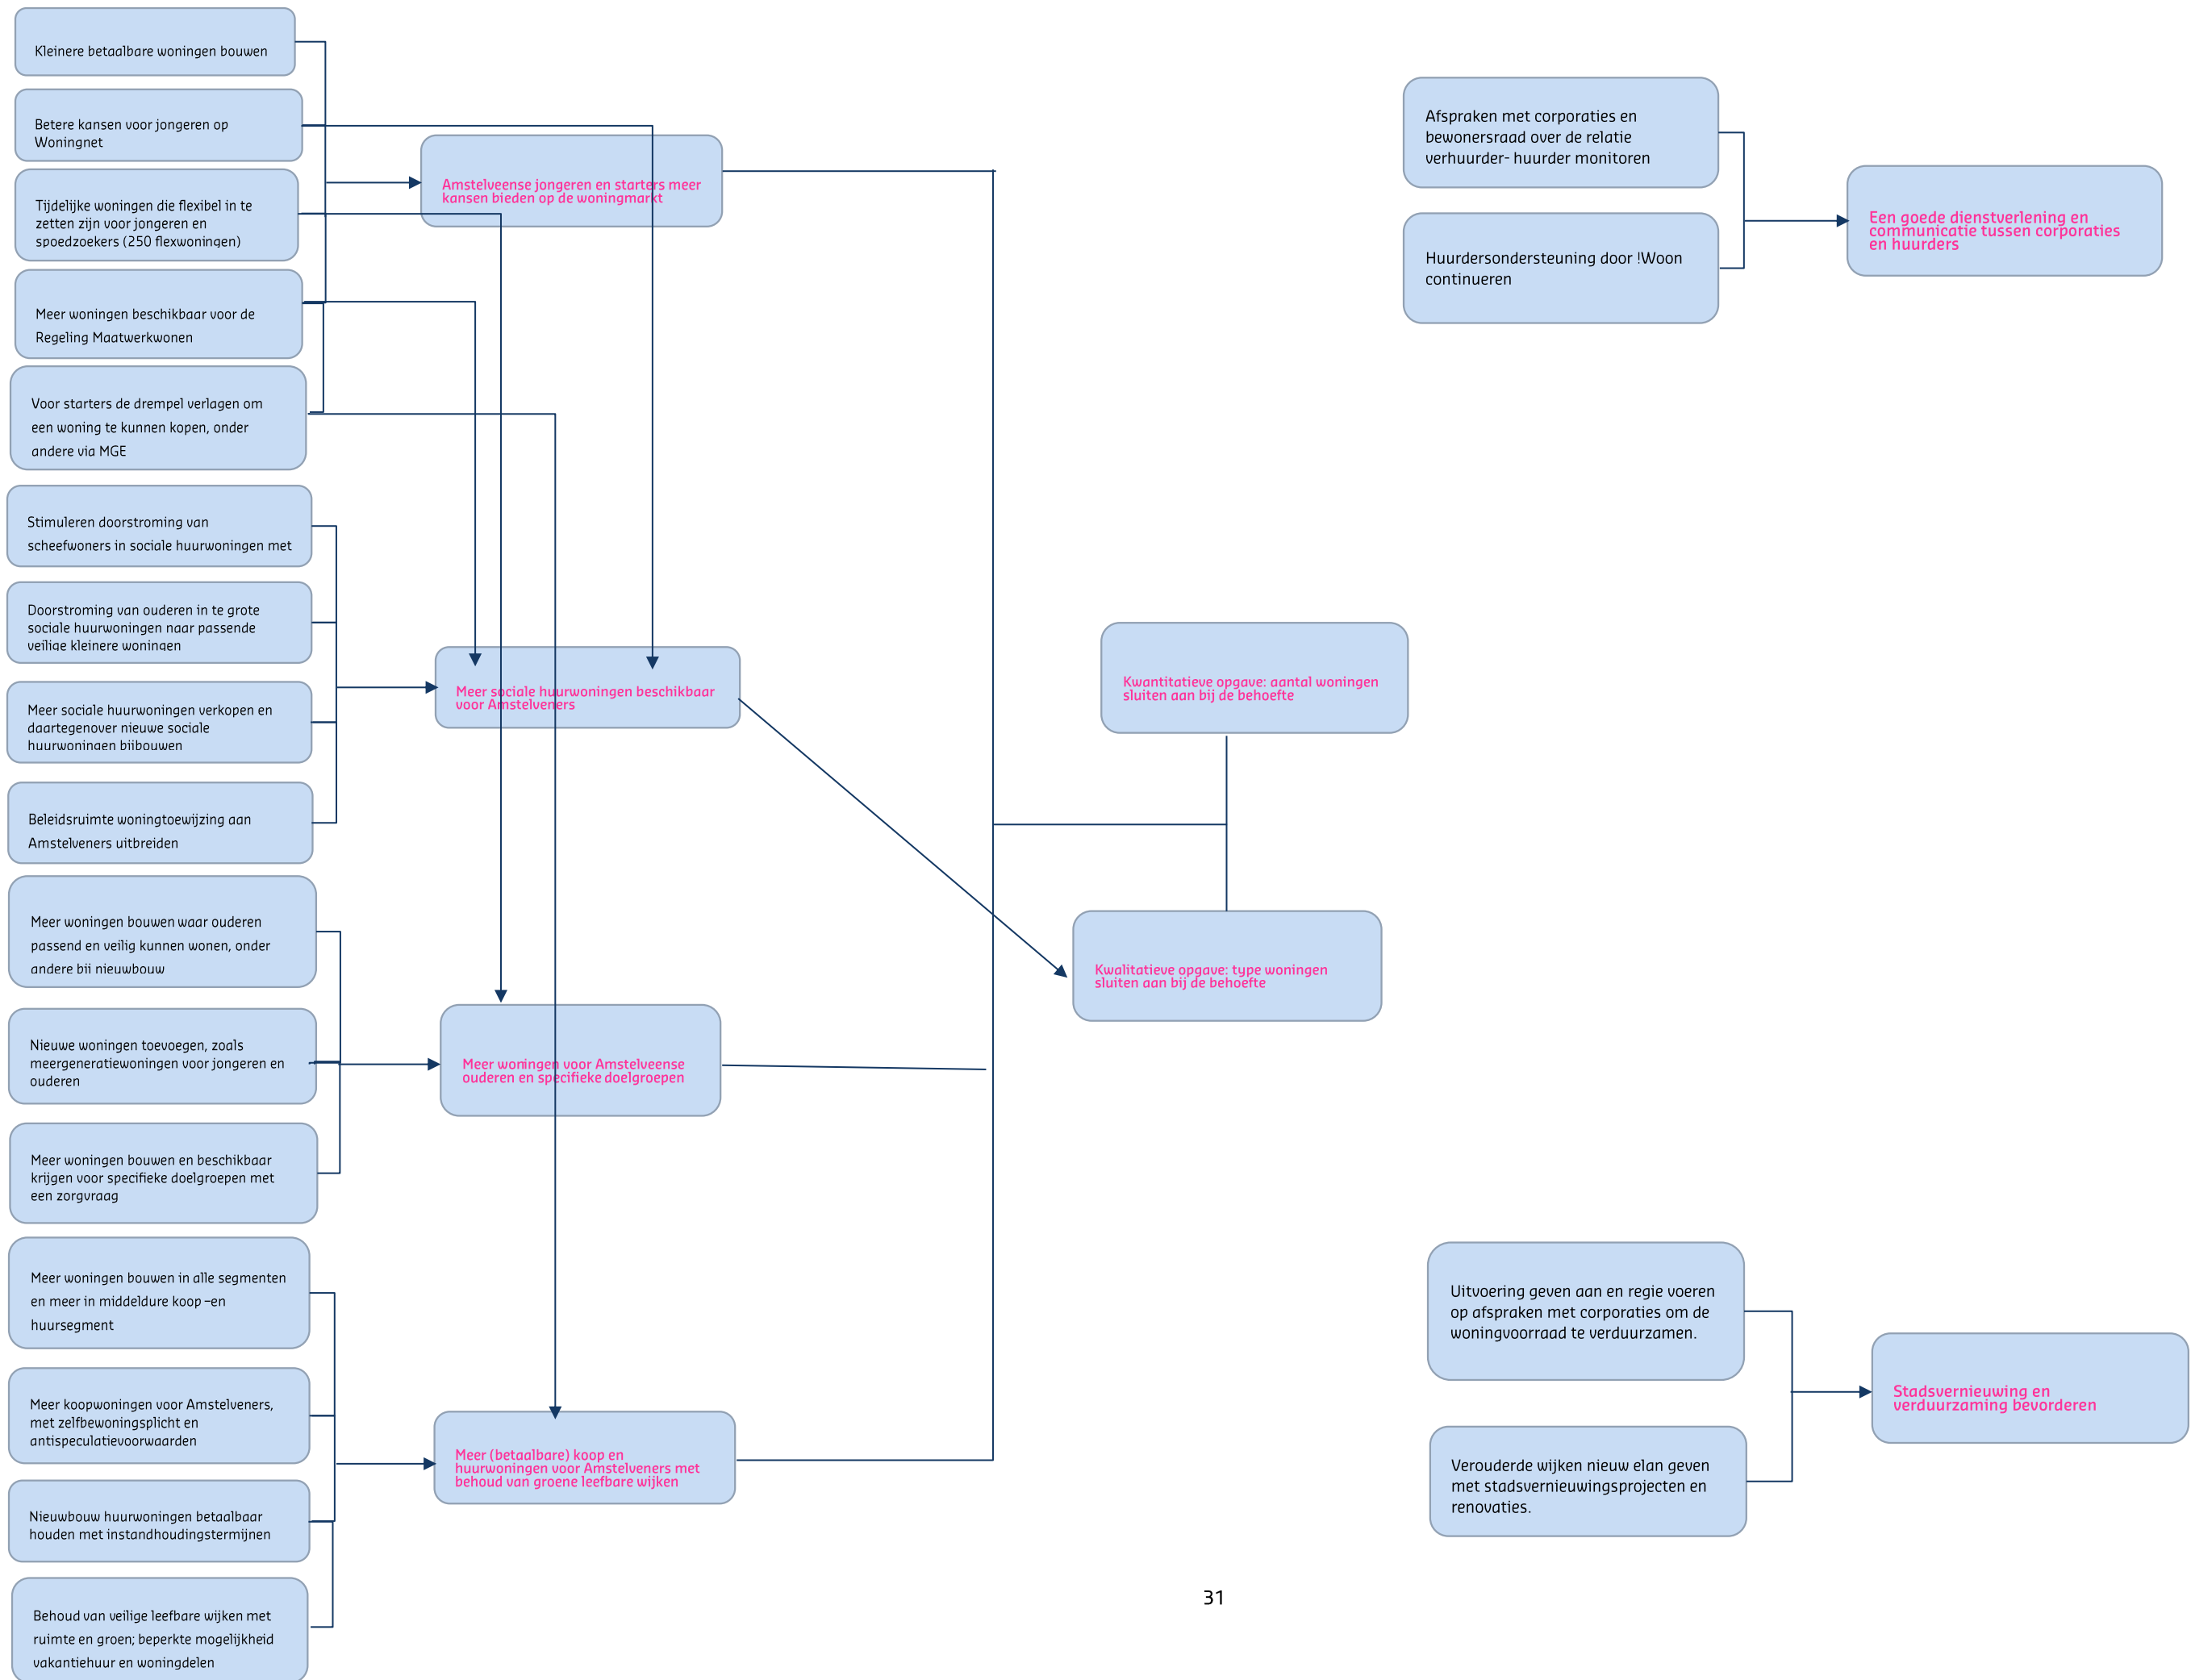 Kleinere betaalbare woningen bouwen
Betere kansen voor jongeren op
Woningnet
Tijdelijke woningen die flexibel in te
zetten zijn voor jongeren en
spoedzoekers (250 flexwoningen)
Meer woningen beschikbaar voor de
Regeling Maatwerkwonen
Voor starters de drempel verlagen om
een woning te kunnen kopen, onder
andere via MGE
Stimuleren doorstroming van
scheefwoners in sociale huurwoningen met
Doorstroming van ouderen in te grote
sociale huurwoningen naar passende
veilige kleinere woningen
Meer sociale huurwoningen verkopen en
daartegenover nieuwe sociale
huurwoningen bijbouwen
Beleidsruimte woningtoewijzing aan
Amstelveners uitbreiden
Meer woningen bouwen waar ouderen
passend en veilig kunnen wonen, onder
andere bij nieuwbouw
Nieuwe woningen toevoegen, zoals
meergeneratiewoningen voor jongeren en
ouderen
Meer woningen bouwen en beschikbaar
krijgen voor specifieke doelgroepen met
een zorgvraag
Meer woningen bouwen in alle segmenten
en meer in middeldure koop –en
huursegment
Meer koopwoningen voor Amstelveners,
met zelfbewoningsplicht en
antispeculatievoorwaarden
Nieuwbouw huurwoningen betaalbaar
houden met instandhoudingstermijnen
Behoud van veilige leefbare wijken met
ruimte en groen; beperkte mogelijkheid
vakantiehuur en woningdelen
Amstelveense jongeren en starters meer
kansen bieden op de woningmarkt
Meer sociale huurwoningen beschikbaar
voor Amstelveners
Meer woningen voor Amstelveense
ouderen en specifieke doelgroepen
Meer (betaalbare) koop en
huurwoningen voor Amstelveners met
behoud van groene leefbare wijken
Kwantitatieve opgave: aantal woningen
sluiten aan bij de behoefte
Kwalitatieve opgave: type woningen
sluiten aan bij de behoefte
Afspraken met corporaties en
bewonersraad over de relatie
verhuurder- huurder monitoren
Huurdersondersteuning door !Woon
continueren
Een goede dienstverlening en
communicatie tussen corporaties
en huurders
Uitvoering geven aan en regie voeren
op afspraken met corporaties om de
woningvoorraad te verduurzamen.
Verouderde wijken nieuw elan geven
met stadsvernieuwingsprojecten en
renovaties.
Stadsvernieuwing en
verduurzaming bevorderen
31